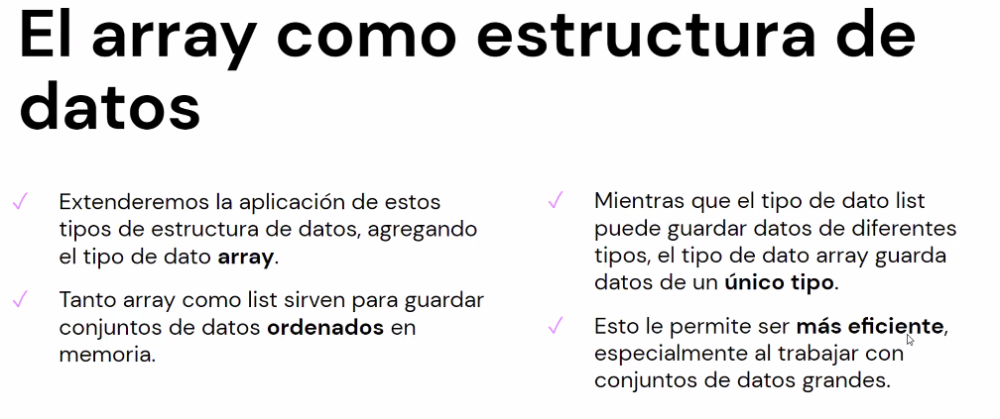 El array como estructura de
datos
✓ Extenderemos la aplicación de estos
tipos de estructura de datos, agregando
el tipo de dato array.
✓ Tanto array como list sirven para guardar
conjuntos de datos ordenados en
memoria.
✓ Mientras que el tipo de dato list
puede guardar datos de diferentes
tipos, el tipo de dato array guarda
datos de un único tipo.
✓ Esto le permite ser más eficiente,
especialmente al trabajar con
conjuntos de datos grandes.